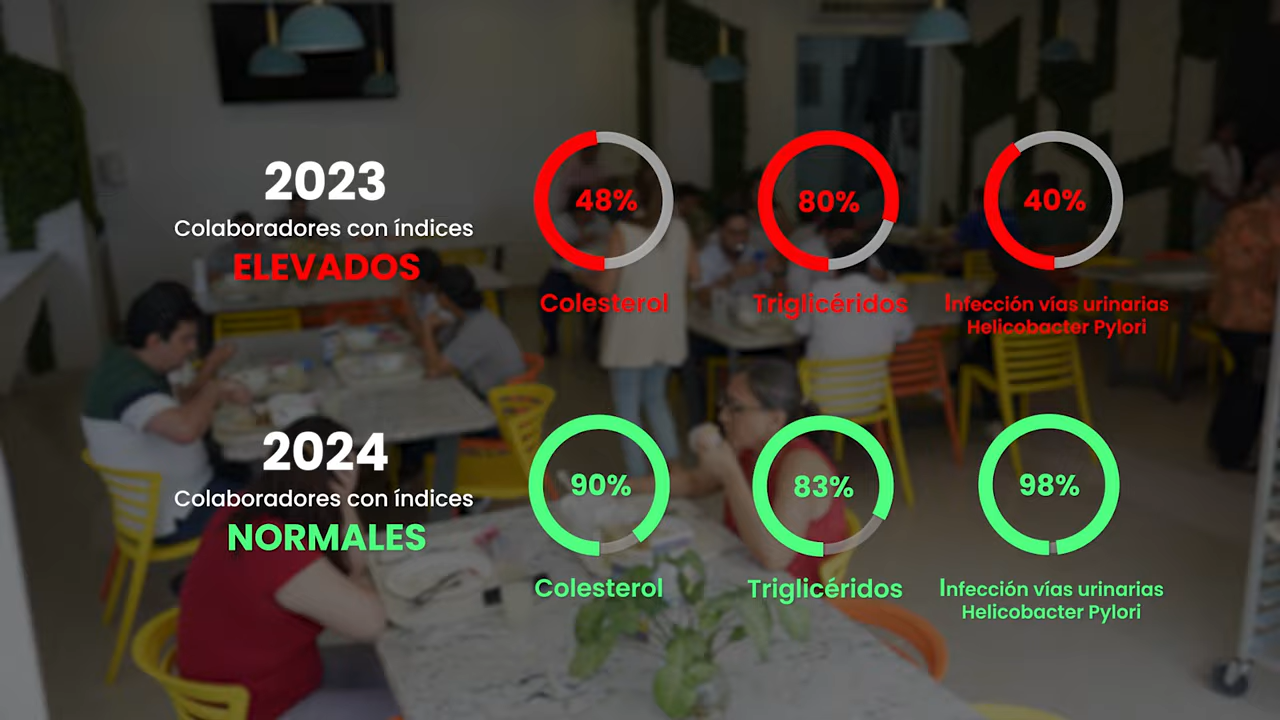 2023
Colaboradores con índices
ELEVADOS
48%
80%
40%
Colesterol
Triglicéridos
Infección vías urinarias
Helicobacter Pylori
2024
Colaboradores con índices
NORMALES
90%
83%
98%
Colesterol
Triglicéridos
Infección vías urinarias
Helicobacter Pylori